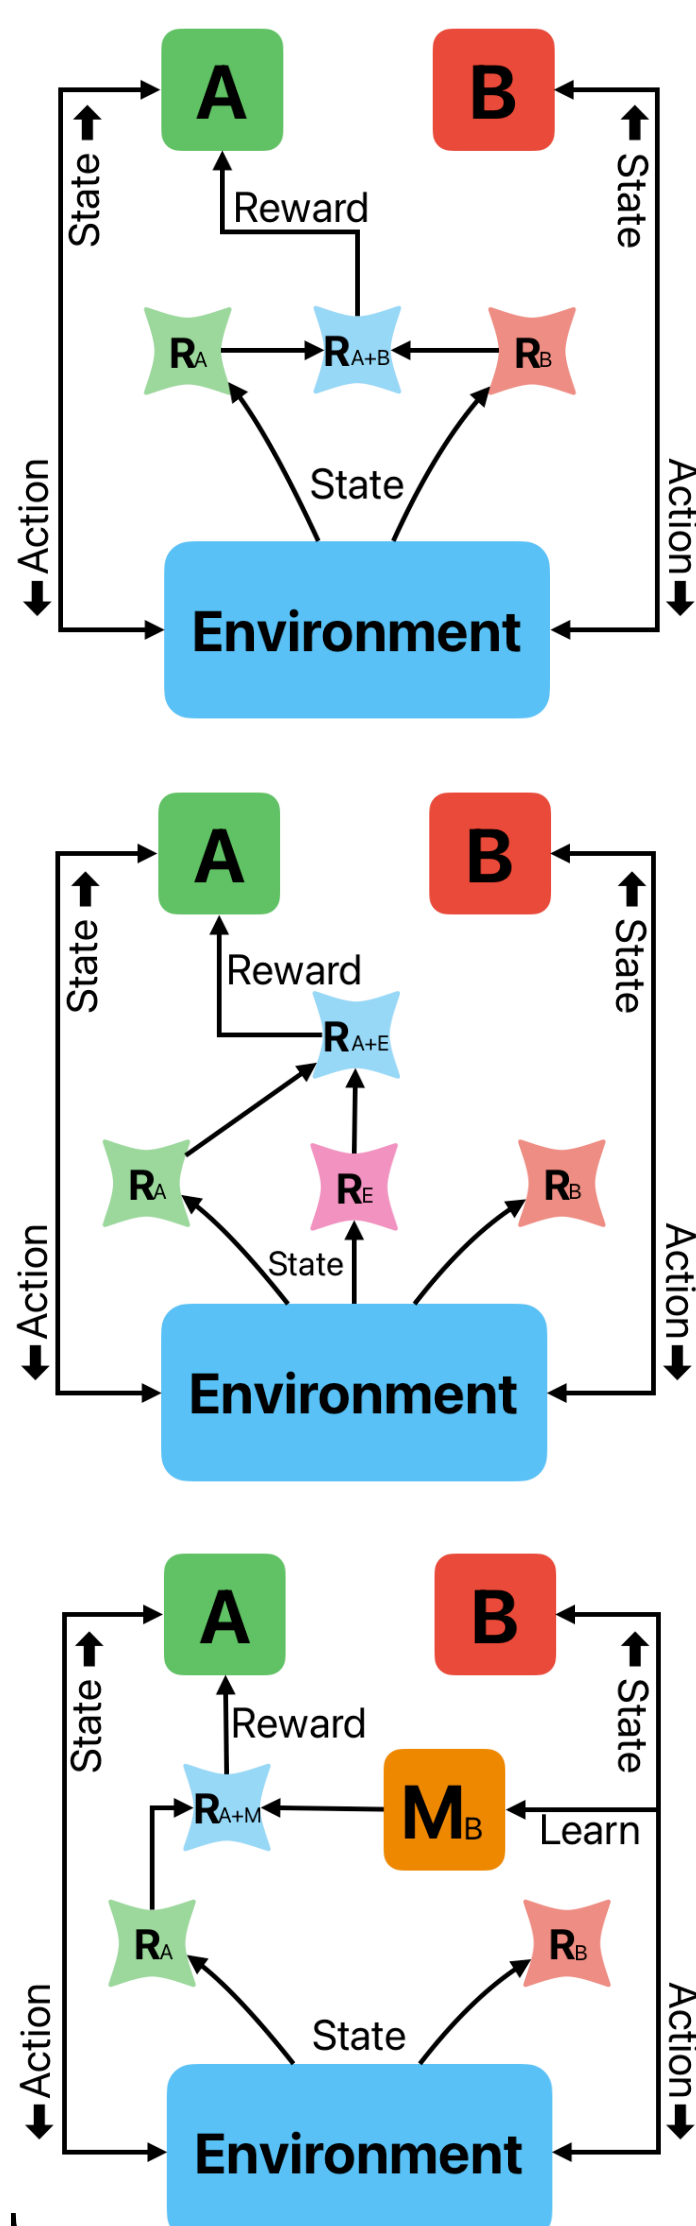 A
B
State
State
Reward
RA
RA+B
RB
State
Action
Action
Environment
A
B
State
State
Reward
RA+E
RA
RE
RB
State
Action
Action
Environment
A
B
State
State
Reward
RA+M
MB
Learn
RA
RB
State
Action
Action
Environment